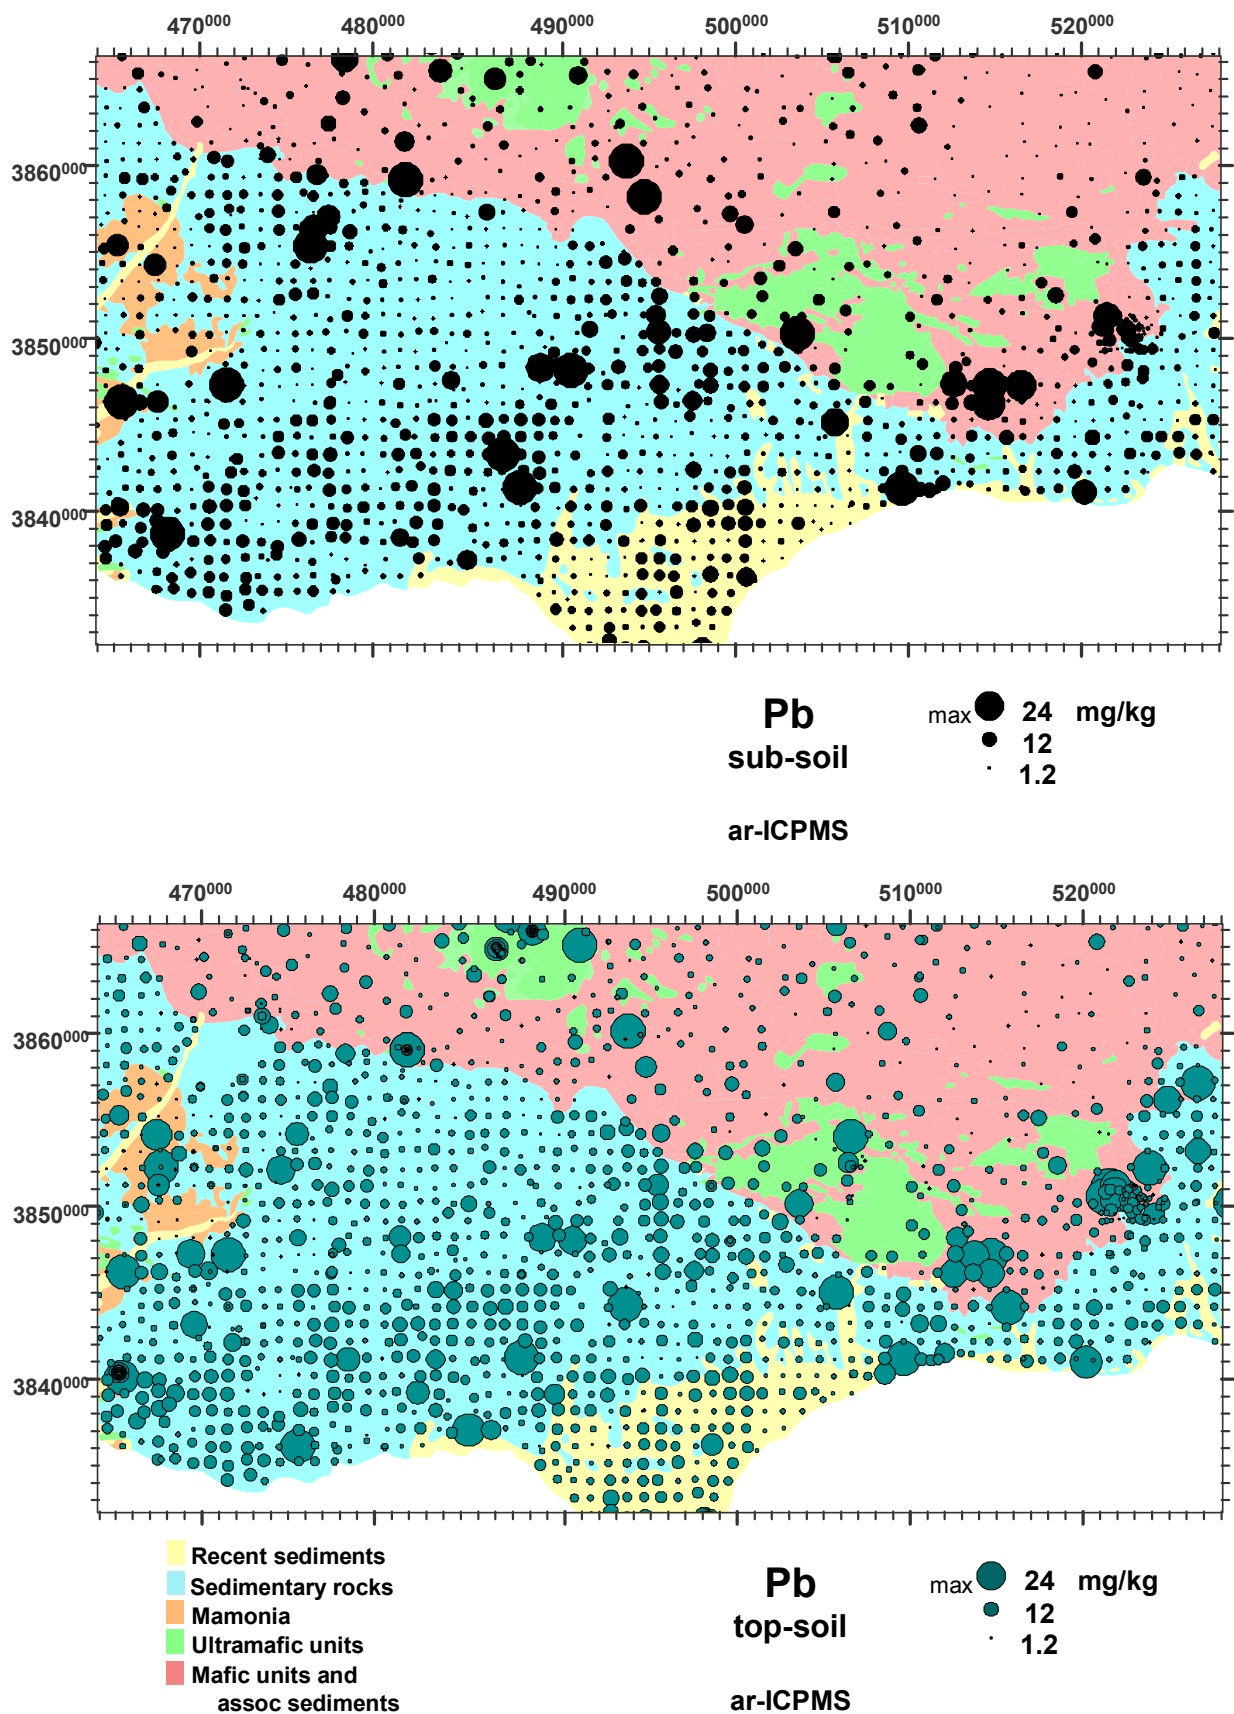 470000 480000 490000 500000 510000 520000
3860000
3850000
3840000
Pb
sub-soil
max 24 mg/kg
12
1.2
ar-ICPMS
470000 480000 490000 500000 510000 520000
3860000
3850000
3840000
Recent sediments
Sedimentary rocks
Mamonia
Ultramafic units
Mafic units and
assoc sediments
Pb
top-soil
max 24 mg/kg
12
1.2
ar-ICPMS